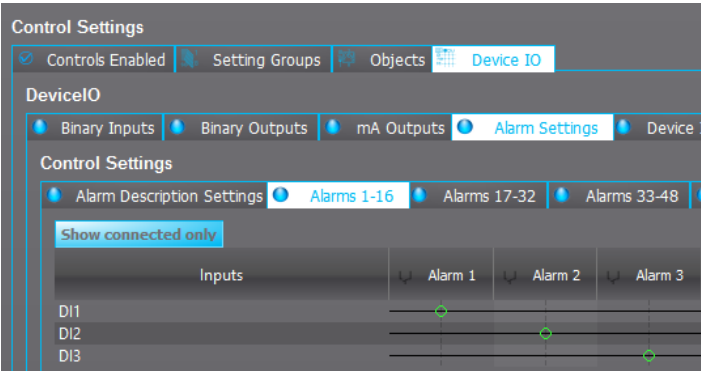 Control Settings
Controls Enabled Setting Groups Objects Device IO
DeviceIO
Binary Inputs Binary Outputs mA Outputs Alarm Settings Device
Control Settings
Alarm Description Settings Alarms 1-16 Alarms 17-32 Alarms 33-48
Show connected only
Inputs Alarm 1 Alarm 2 Alarm 3
DI1
DI2
DI3